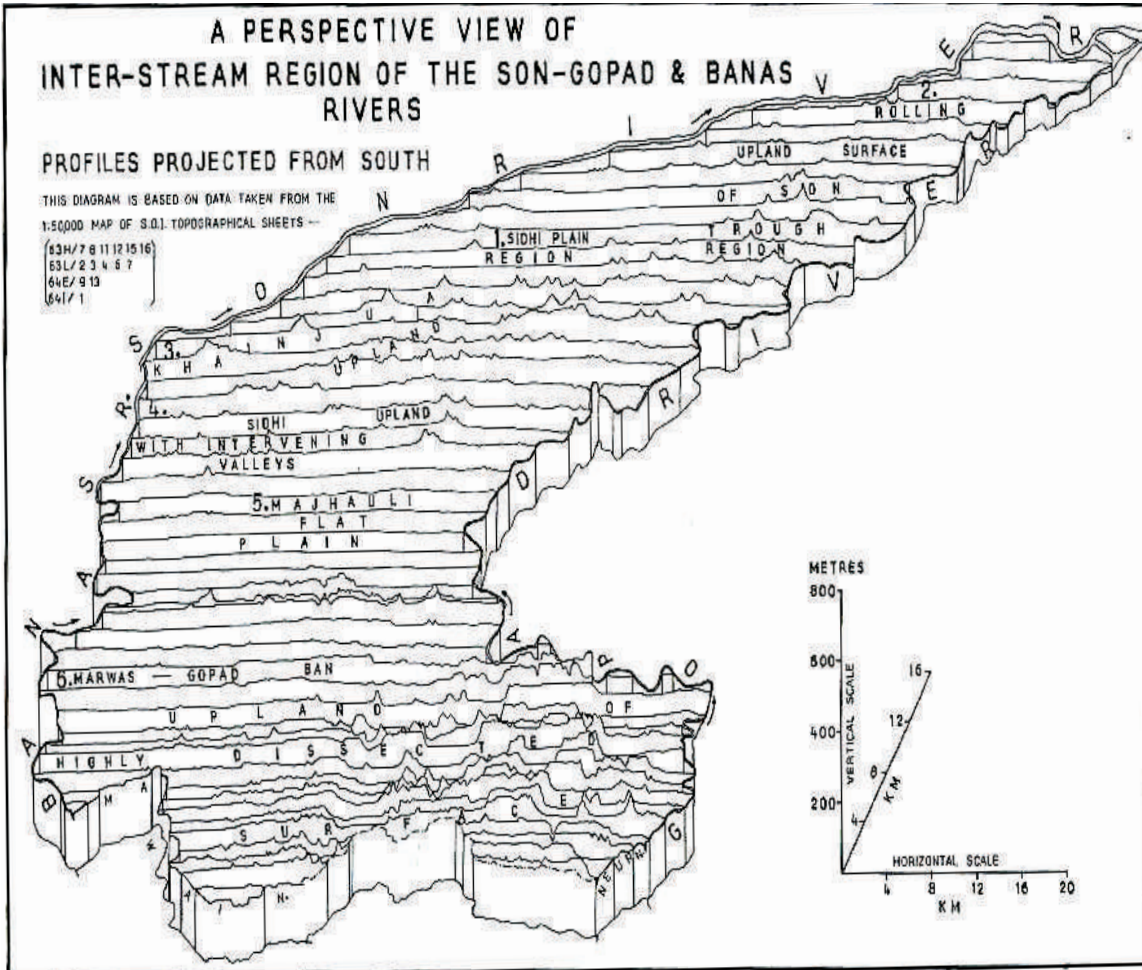 A PERSPECTIVE VIEW OF
INTER-STREAM REGION OF THE SON-GOPAD & BANAS
RIVERS
PROFILES PROJECTED FROM SOUTH
THIS DIAGRAM IS BASED ON DATA TAKEN FROM THE
1:50,000 MAP OF S.O.I. TOPOGRAPHICAL SHEETS —
63H/ 7 8 11 12 15 16
63L/ 2 3 4 6 7
64E/ 9 13
64I/ 1
SON RIVER
2.
ROLLING
UPLAND SURFACE
OF SON
TROUGH
REGION
1. SIDHI PLAIN
REGION
3.
KHAINJUA
UPLAND
4.
SIDHI UPLAND
WITH INTERVENING
VALLEYS
5. MAJHAULI
FLAT
PLAIN
6. MARWAS — GOPAD BAN
UPLAND OF
HIGHLY DISSECTED
SURFACE
BANAS R.
GOPAD RIVER
METRES
800
600
400
200
VERTICAL SCALE
16
12
8
4
KM
HORIZONTAL SCALE
4 8 12 16 20
KM